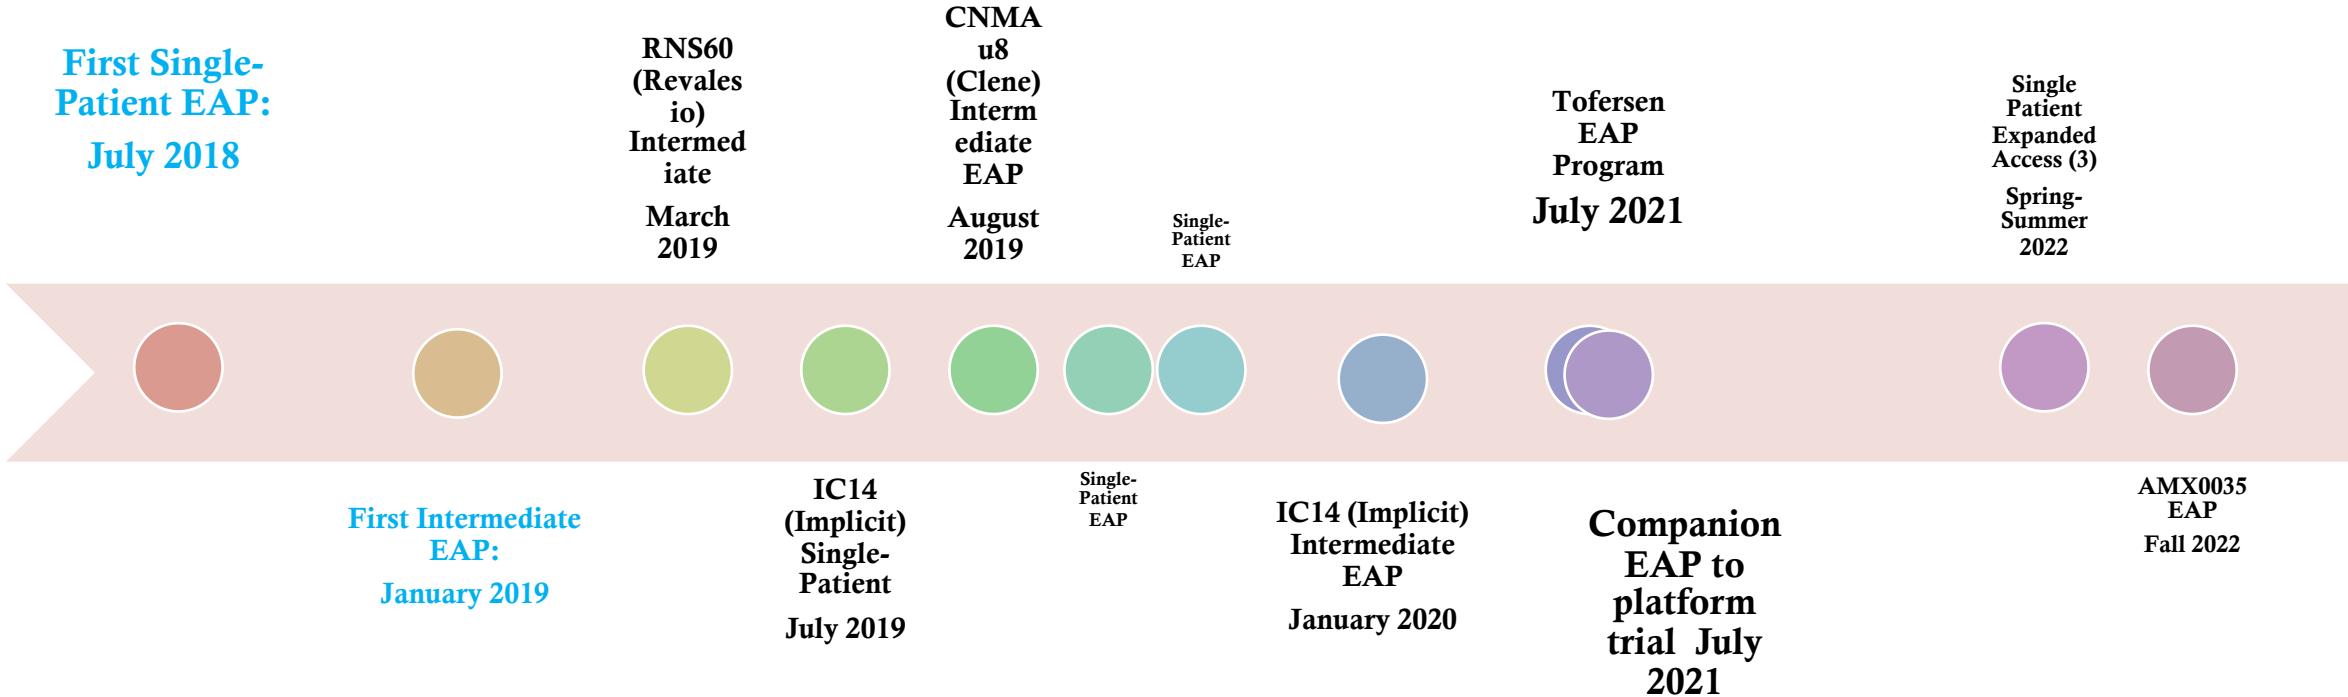 First Single-
Patient EAP:
July 2018
First Intermediate
EAP:
January 2019
RNS60
(Revales
io)
Intermed
iate
March
2019
IC14
(Implicit)
Single-
Patient
July 2019
CNMA
u8
(Clene)
Interm
ediate
EAP
August
2019
Single-
Patient
EAP
Single-
Patient
EAP
IC14 (Implicit)
Intermediate
EAP
January 2020
Tofersen
EAP
Program
July 2021
Companion
EAP to
platform
trial July
2021
Single
Patient
Expanded
Access (3)
Spring-
Summer
2022
AMX0035
EAP
Fall 2022